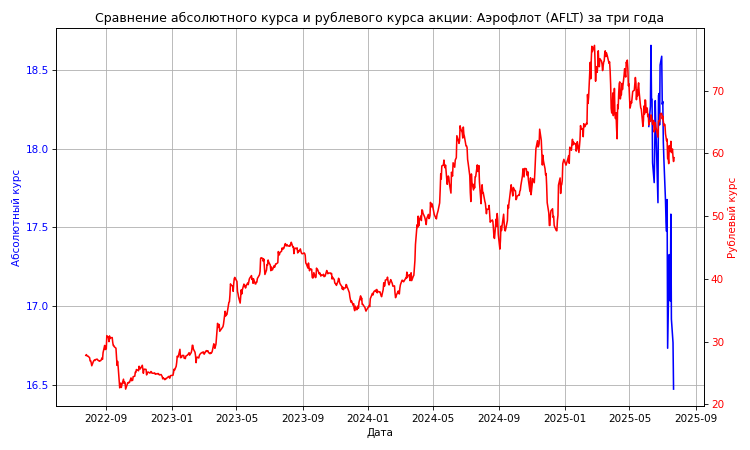 Сравнение абсолютного курса и рублевого курса акции: Аэрофлот (AFLT) за три года
18.5
18.0
17.5
17.0
16.5
Абсолютный курс
70
60
50
40
30
20
Рублевый курс
2022-09 2023-01 2023-05 2023-09 2024-01 2024-05 2024-09 2025-01 2025-05 2025-09
Дата